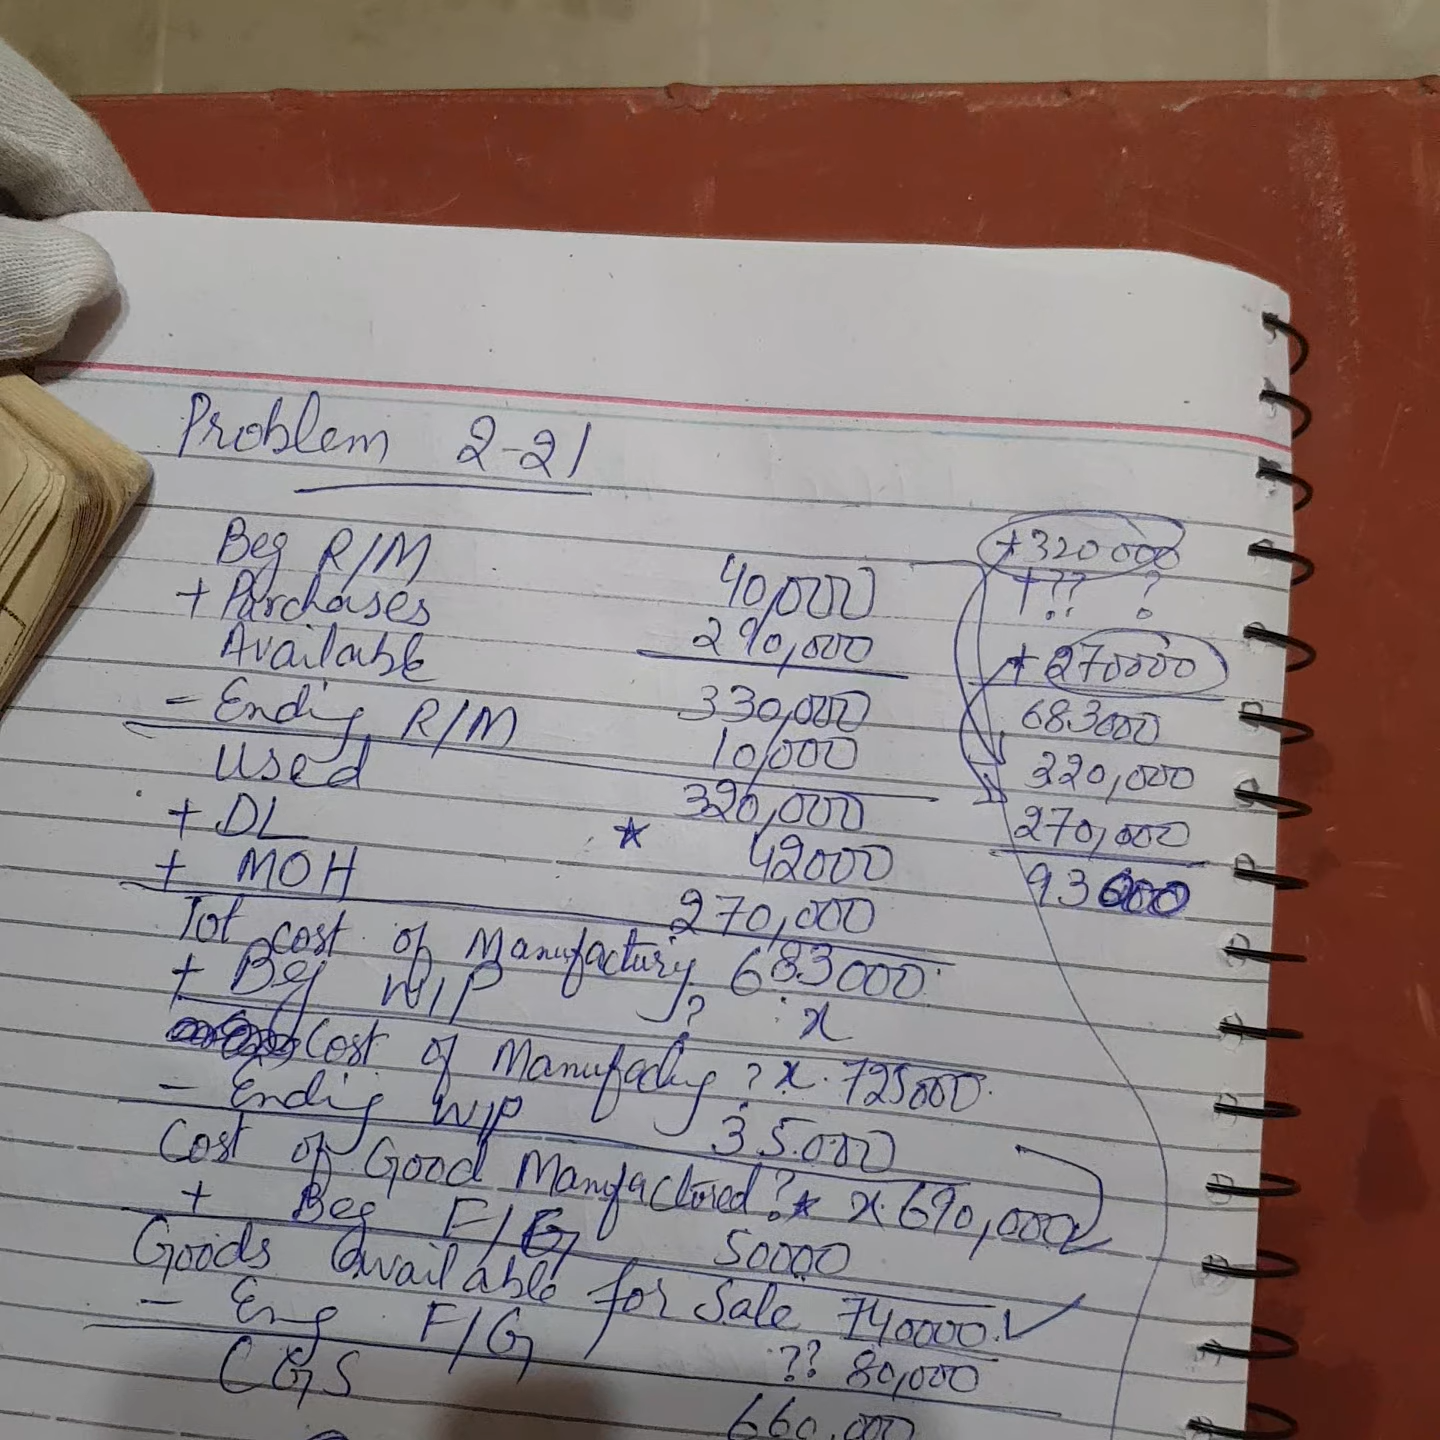 Problem 2-21
Beg R/M 40,000
+ Purchases 290,000
Available 330,000
- Ending R/M 10,000
Used 320,000
+ DL * 42000
+ MOH 270,000
Tot cost of Manufacturing 683000
+ Beg W/P ? x
Cost of Manufacturing ? x 725000
- Ending W/P 35000
Cost of Good Manufactured ? * x 690,000
+ Beg F/G 50000
Goods available for Sale 740000 ✓
- Eng F/G ?? 80,000
CGS 660,000
+320000
+?? ?
+270000
683000
320,000
270,000
93000